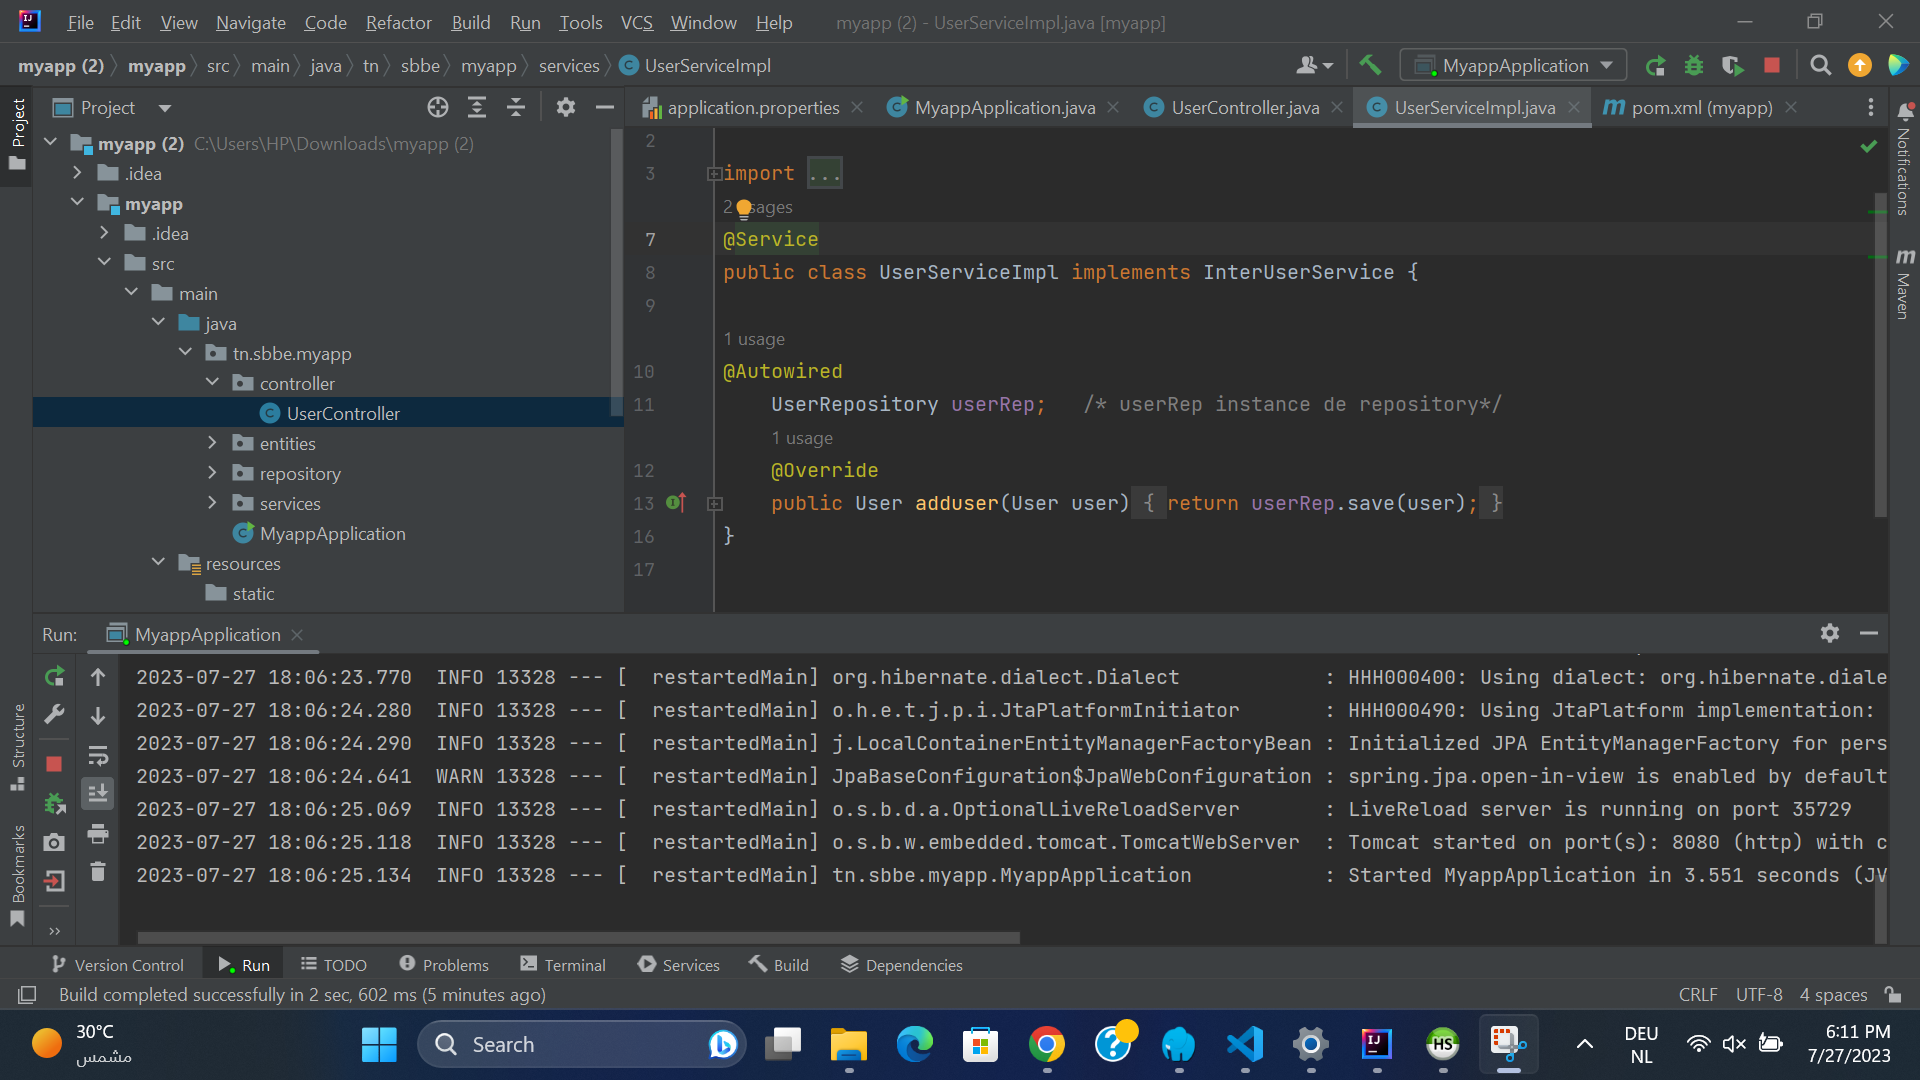 File Edit View Navigate Code Refactor Build Run Tools VCS Window Help myapp (2) - UserServiceImpl.java [myapp]
myapp (2) myapp src main java tn sbbe myapp services UserServiceImpl MyappApplication
Project
Project
application.properties MyappApplication.java UserController.java UserServiceImpl.java pom.xml (myapp)
myapp (2) C:\Users\HP\Downloads\myapp (2)
.idea
myapp
.idea
src
main
java
tn.sbbe.myapp
controller
UserController
entities
repository
services
MyappApplication
resources
static
2
3 import ...
7 @Service
8 public class UserServiceImpl implements InterUserService {
9
1 usage
10 @Autowired
11 UserRepository userRep; /* userRep instance de repository*/
1 usage
12 @Override
13 public User adduser(User user) { return userRep.save(user); }
16 }
17
Notifications
Maven
Run: MyappApplication
2023-07-27 18:06:23.770 INFO 13328 --- [ restartedMain] org.hibernate.dialect.Dialect : HHH000400: Using dialect: org.hibernate.diale
2023-07-27 18:06:24.280 INFO 13328 --- [ restartedMain] o.h.e.t.j.p.i.JtaPlatformInitiator : HHH000490: Using JtaPlatform implementation:
2023-07-27 18:06:24.290 INFO 13328 --- [ restartedMain] j.LocalContainerEntityManagerFactoryBean : Initialized JPA EntityManagerFactory for pers
2023-07-27 18:06:24.641 WARN 13328 --- [ restartedMain] JpaBaseConfiguration$JpaWebConfiguration : spring.jpa.open-in-view is enabled by default
2023-07-27 18:06:25.069 INFO 13328 --- [ restartedMain] o.s.b.d.a.OptionalLiveReloadServer : LiveReload server is running on port 35729
2023-07-27 18:06:25.118 INFO 13328 --- [ restartedMain] o.s.b.w.embedded.tomcat.TomcatWebServer : Tomcat started on port(s): 8080 (http) with c
2023-07-27 18:06:25.134 INFO 13328 --- [ restartedMain] tn.sbbe.myapp.MyappApplication : Started MyappApplication in 3.551 seconds (JV
Structure
Bookmarks
Version Control Run TODO Problems Terminal Services Build Dependencies
Build completed successfully in 2 sec, 602 ms (5 minutes ago) CRLF UTF-8 4 spaces
30°C
مشمس
Search
DEU
NL
6:11 PM
7/27/2023